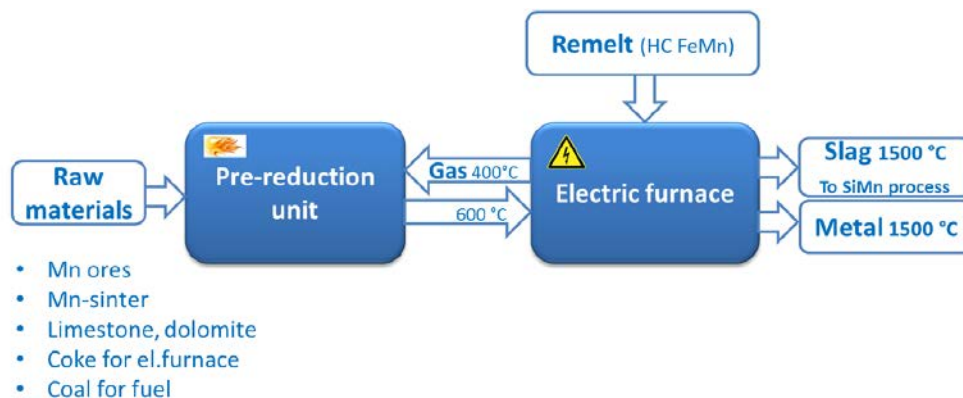 Remelt (HC FeMn)
Raw
materials
Pre-reduction
unit
Gas 400°C
600 °C
Electric furnace
Slag 1500 °C
To SiMn process
Metal 1500 °C
• Mn ores
• Mn-sinter
• Limestone, dolomite
• Coke for el.furnace
• Coal for fuel